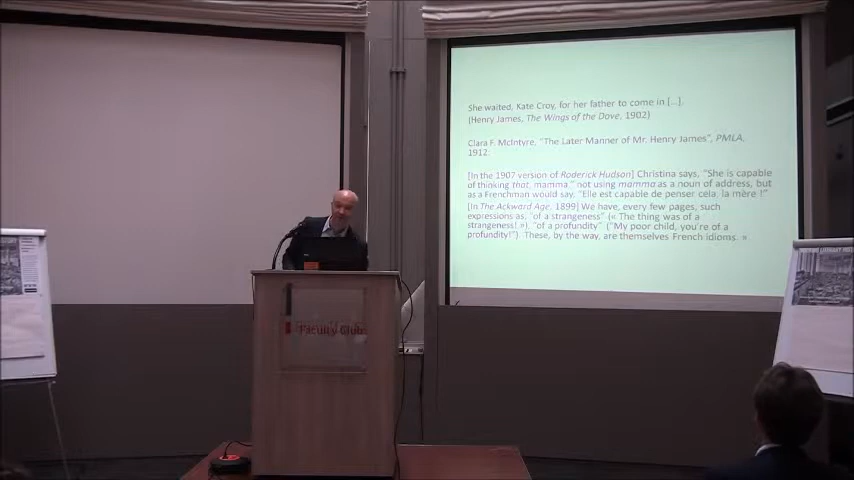 She waited, Kate Croy, for her father to come in [...].
(Henry James, The Wings of the Dove, 1902)
Clara F. McIntyre, "The Later Manner of Mr. Henry James", PMLA,
1912.
[In the 1907 version of Roderick Hudson] Christina says, "She is capable
of thinking that, mamma," not using mamma as a noun of address, but
as a Frenchman would say, "Elle est capable de penser cela, la mère !"
[In The Ackward Age, 1899] We have, every few pages, such
expressions as, "of a strangeness" (« The thing was of a
strangeness! »), "of a profundity" ("My poor child, you're of a
profundity!"). These, by the way, are themselves French idioms. »
Faculty Club